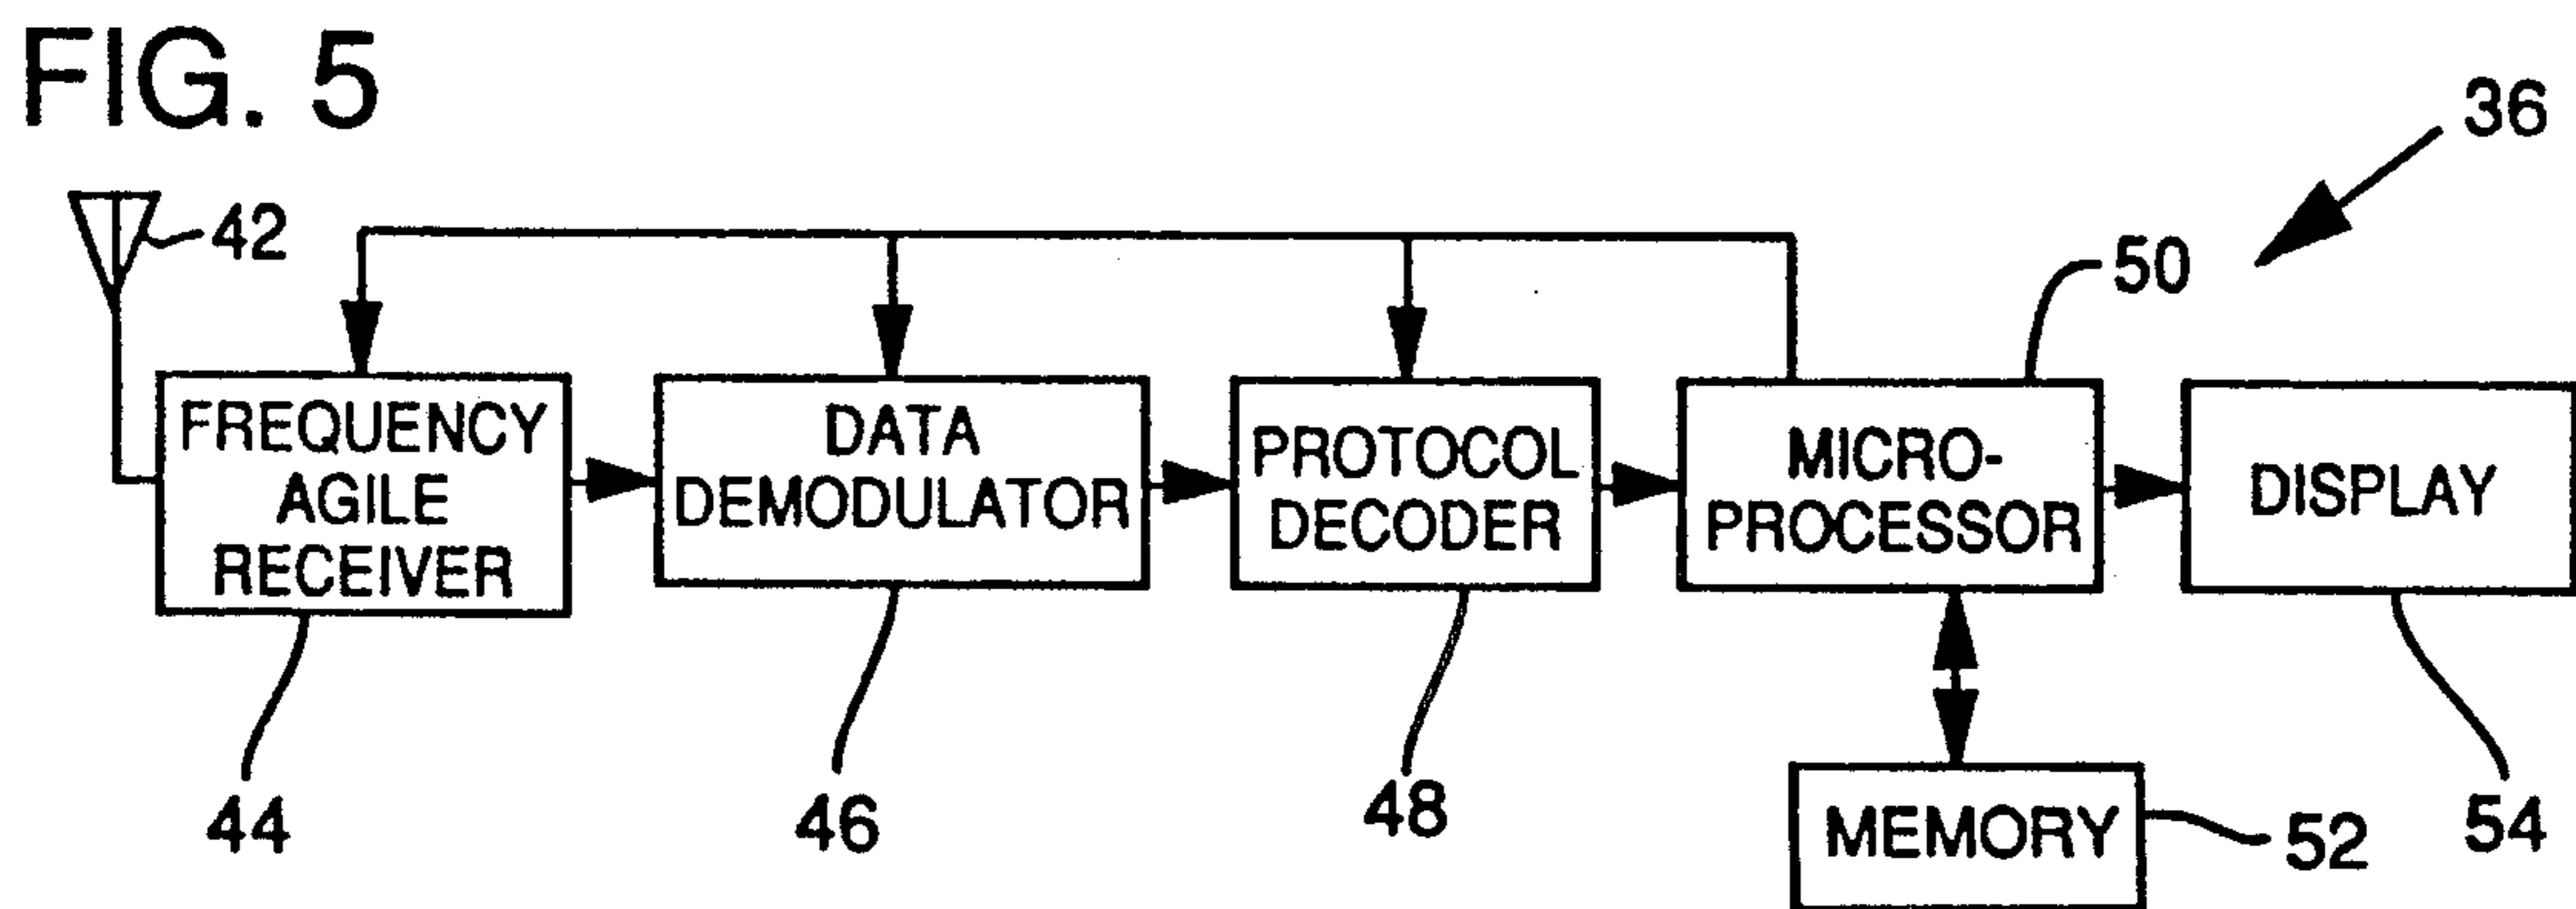 FIG. 5
36
42
50
FREQUENCY
AGILE
RECEIVER
DATA
DEMODULATOR
PROTOCOL
DECODER
MICRO-
PROCESSOR
DISPLAY
44
46
48
MEMORY
52
54